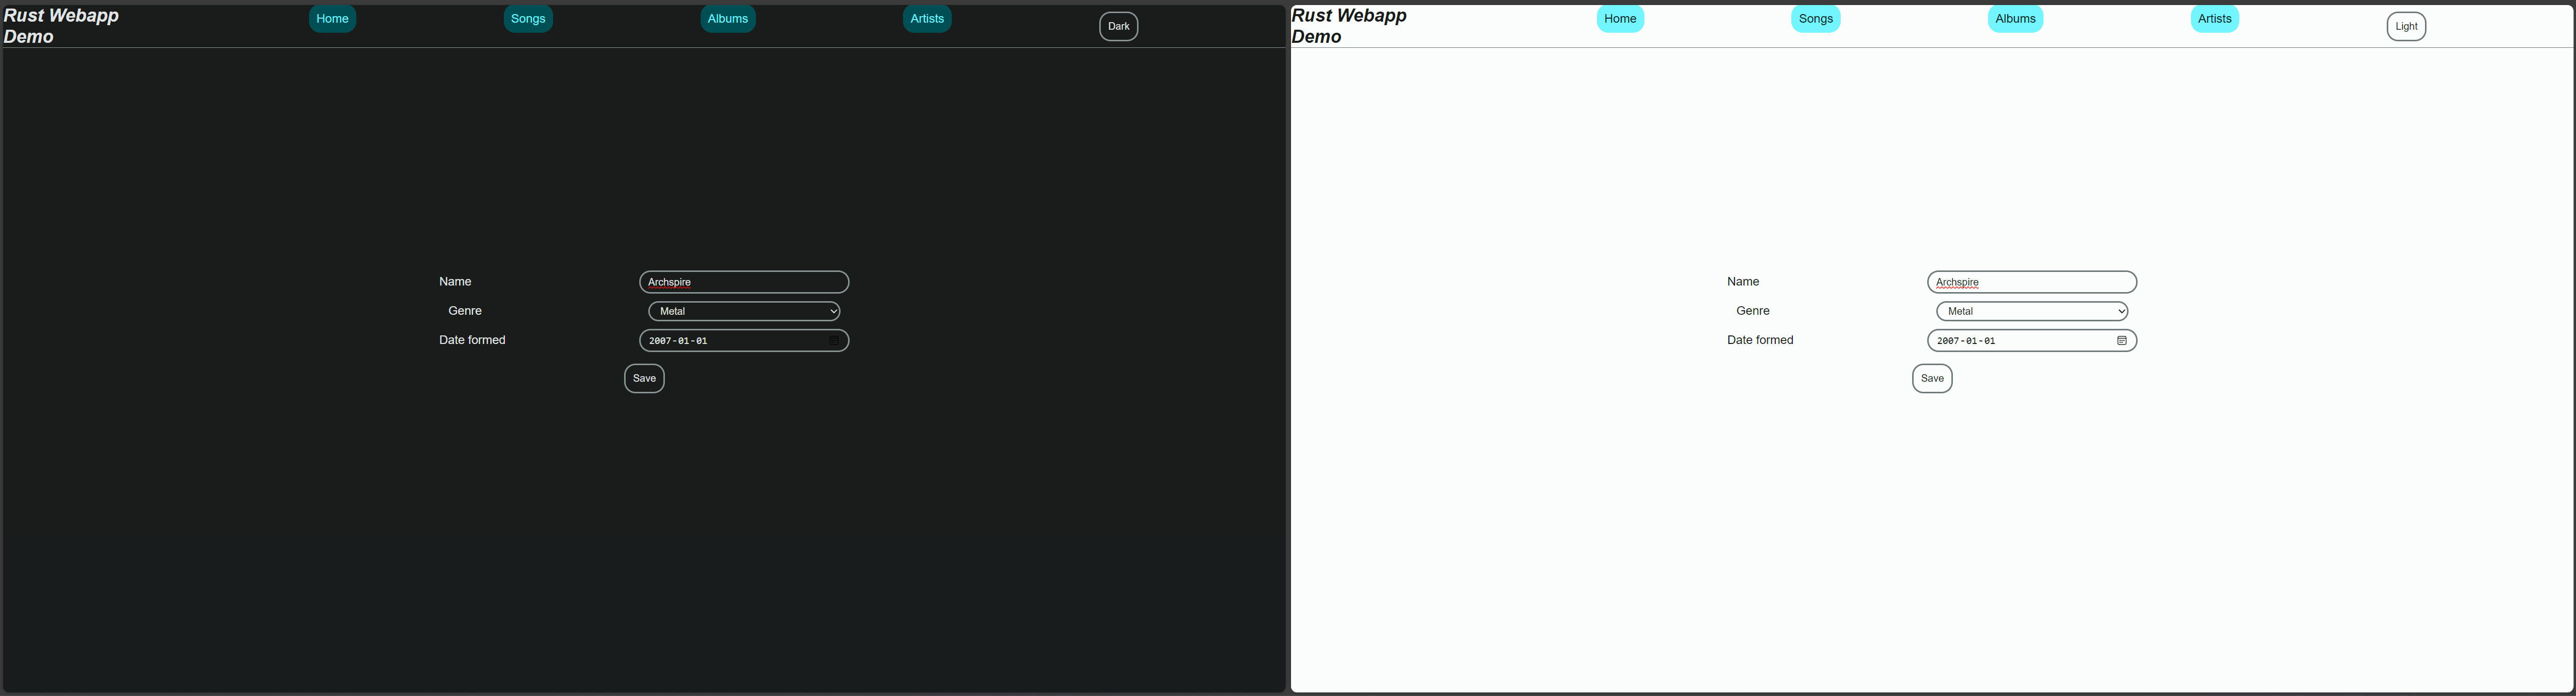 Rust Webapp
Demo
Home
Songs
Albums
Artists
Dark
Name
Archspire
Genre
Metal
Date formed
2007-01-01
Save
Rust Webapp
Demo
Home
Songs
Albums
Artists
Light
Name
Archspire
Genre
Metal
Date formed
2007-01-01
Save